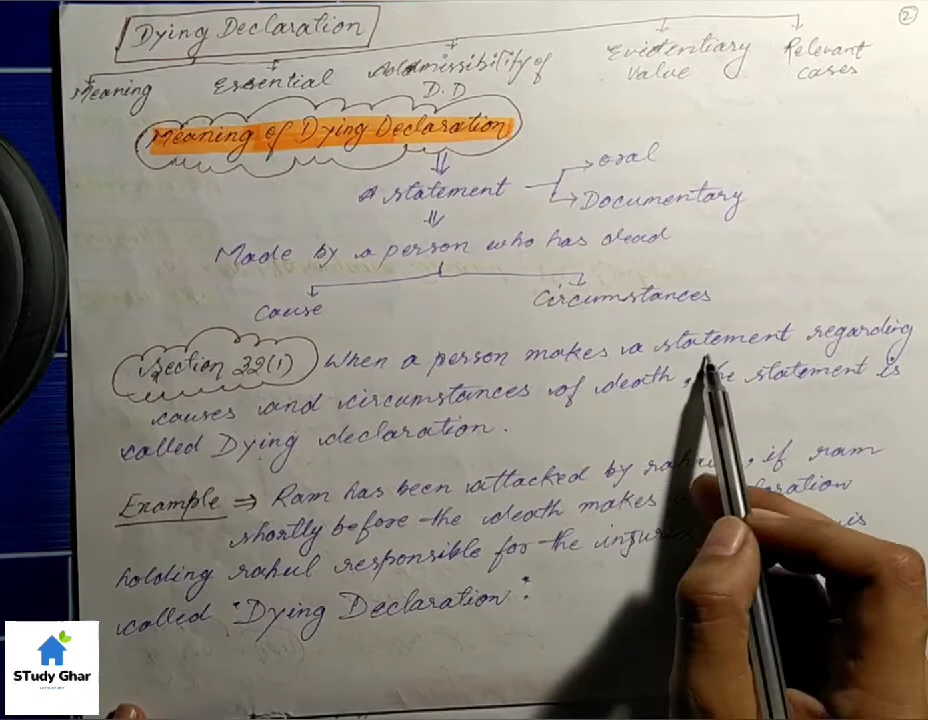 2
Dying Declaration
Meaning
Essential
Admissibility of D.D
Evidentiary value
Relevant cases
Meaning of Dying Declaration
A statement
Oral
Documentary
Made by a person who has dead
Cause
Circumstances
Section 32(1) When a person makes a statement regarding
causes and circumstances of death, the statement is
called Dying declaration.
Example ⇒ Ram has been attacked by rahul, if ram
shortly before the death makes
holding rahul responsible for the injuries is
called "Dying Declaration".
STudy Ghar